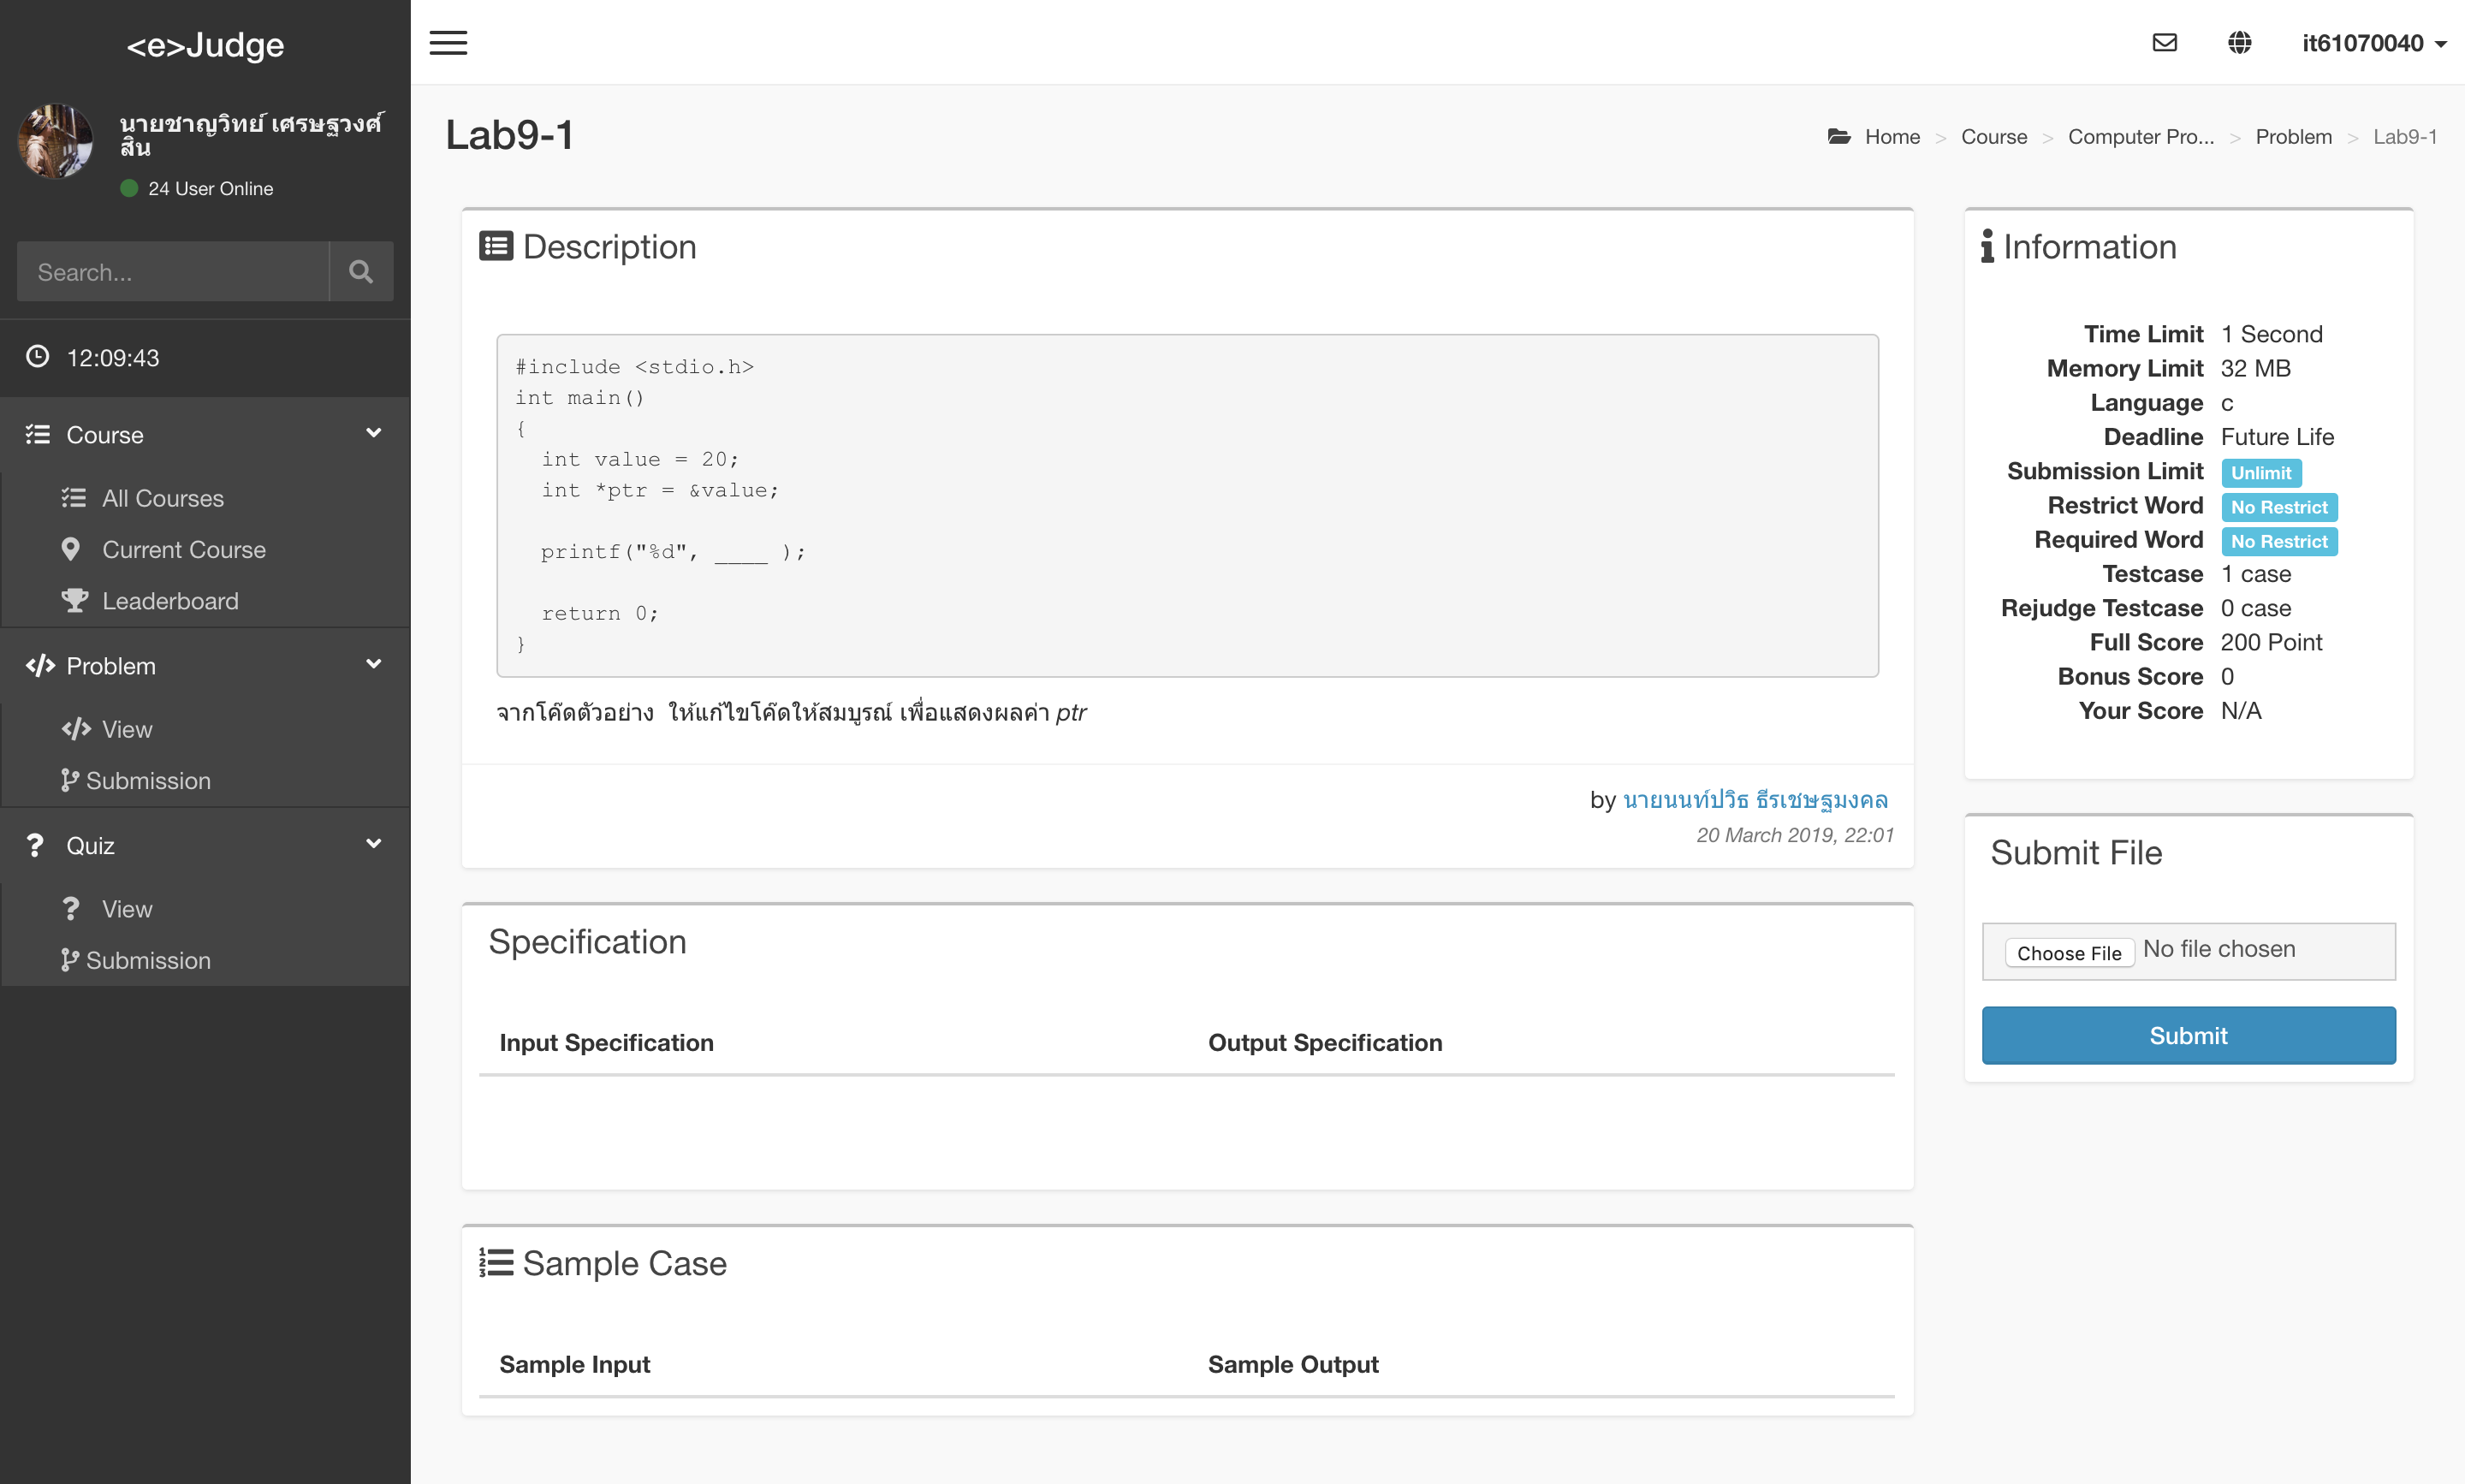 <e>Judge
นายชาญวิทย์ เศรษฐวงศ์
สิน
24 User Online
Search...
12:09:43
Course
All Courses
Current Course
Leaderboard
Problem
View
Submission
Quiz
View
Submission
it61070040
Lab9-1
Home > Course > Computer Pro... > Problem > Lab9-1
Description
#include <stdio.h>
int main()
{
  int value = 20;
  int *ptr = &value;
  printf("%d", ____ );
  return 0;
}
จากโค๊ดตัวอย่าง  ให้แก้ไขโค๊ดให้สมบูรณ์ เพื่อแสดงผลค่า ptr
by นายนนท์ปวิธ ธีรเชษฐมงคล
20 March 2019, 22:01
Specification
Input Specification
Output Specification
Sample Case
Sample Input
Sample Output
Information
Time Limit 1 Second
Memory Limit 32 MB
Language c
Deadline Future Life
Submission Limit Unlimit
Restrict Word No Restrict
Required Word No Restrict
Testcase 1 case
Rejudge Testcase 0 case
Full Score 200 Point
Bonus Score 0
Your Score N/A
Submit File
Choose File No file chosen
Submit